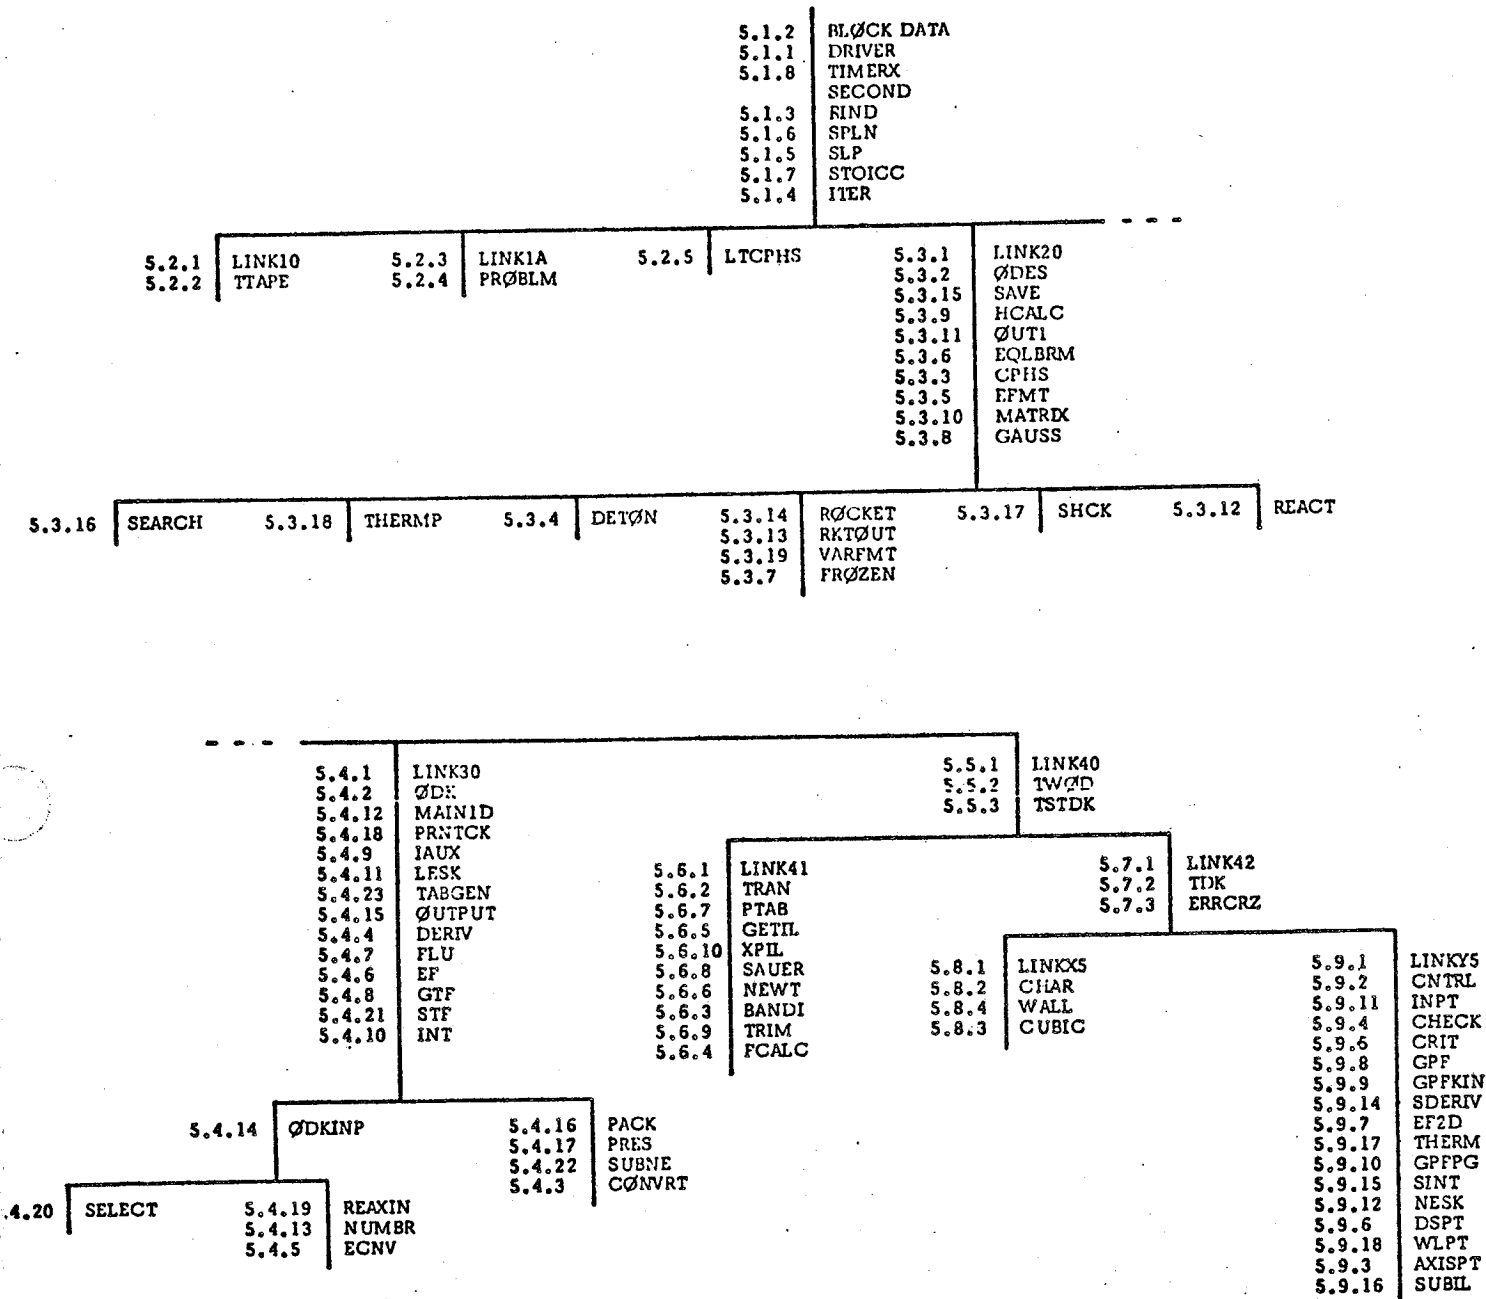 5.1.2 BLØCK DATA
5.1.1 DRIVER
5.1.8 TIMERX
SECOND
5.1.3 RIND
5.1.6 SPLN
5.1.5 SLP
5.1.7 STOICC
5.1.4 ITER
5.2.1 LINK10
5.2.2 TTAPE
5.2.3 LINK1A
5.2.4 PRØBLM
5.2.5 LTCPHS
5.3.1 LINK20
5.3.2 ØDES
5.3.15 SAVE
5.3.9 HCALC
5.3.11 ØUT1
5.3.6 EQLBRM
5.3.3 CPHS
5.3.5 EFMT
5.3.10 MATRIX
5.3.8 GAUSS
5.3.16 SEARCH
5.3.18 THERMP
5.3.4 DETØN
5.3.14 RØCKET
5.3.13 RKTØUT
5.3.19 VARFMT
5.3.7 FRØZEN
5.3.17 SHCK
5.3.12 REACT
5.4.1 LINK30
5.4.2 ØDK
5.4.12 MAIN1D
5.4.18 PRNTCK
5.4.9 IAUX
5.4.11 LESK
5.4.23 TABGEN
5.4.15 ØUTPUT
5.4.4 DERIV
5.4.7 FLU
5.4.6 EF
5.4.8 GTF
5.4.21 STF
5.4.10 INT
5.4.14 ØDKINP
.4.20 SELECT
5.4.19 REAXIN
5.4.13 NUMBR
5.4.5 ECNV
5.4.16 PACK
5.4.17 PRES
5.4.22 SUBNE
5.4.3 CØNVRT
5.5.1 LINK40
5.5.2 TWØD
5.5.3 TSTDK
5.6.1 LINK41
5.6.2 TRAN
5.6.7 PTAB
5.6.5 GETIL
5.6.10 XPIL
5.6.8 SAUER
5.6.6 NEWT
5.6.3 BANDI
5.6.9 TRIM
5.6.4 FCALC
5.7.1 LINK42
5.7.2 TDK
5.7.3 ERRCRZ
5.8.1 LINKX5
5.8.2 CHAR
5.8.4 WALL
5.8.3 CUBIC
5.9.1 LINKY5
5.9.2 CNTRL
5.9.11 INPT
5.9.4 CHECK
5.9.6 CRIT
5.9.8 GPF
5.9.9 GPFKIN
5.9.14 SDERIV
5.9.7 EF2D
5.9.17 THERM
5.9.10 GPFPG
5.9.15 SINT
5.9.12 NESK
5.9.6 DSPT
5.9.18 WLPT
5.9.3 AXISPT
5.9.16 SUBIL